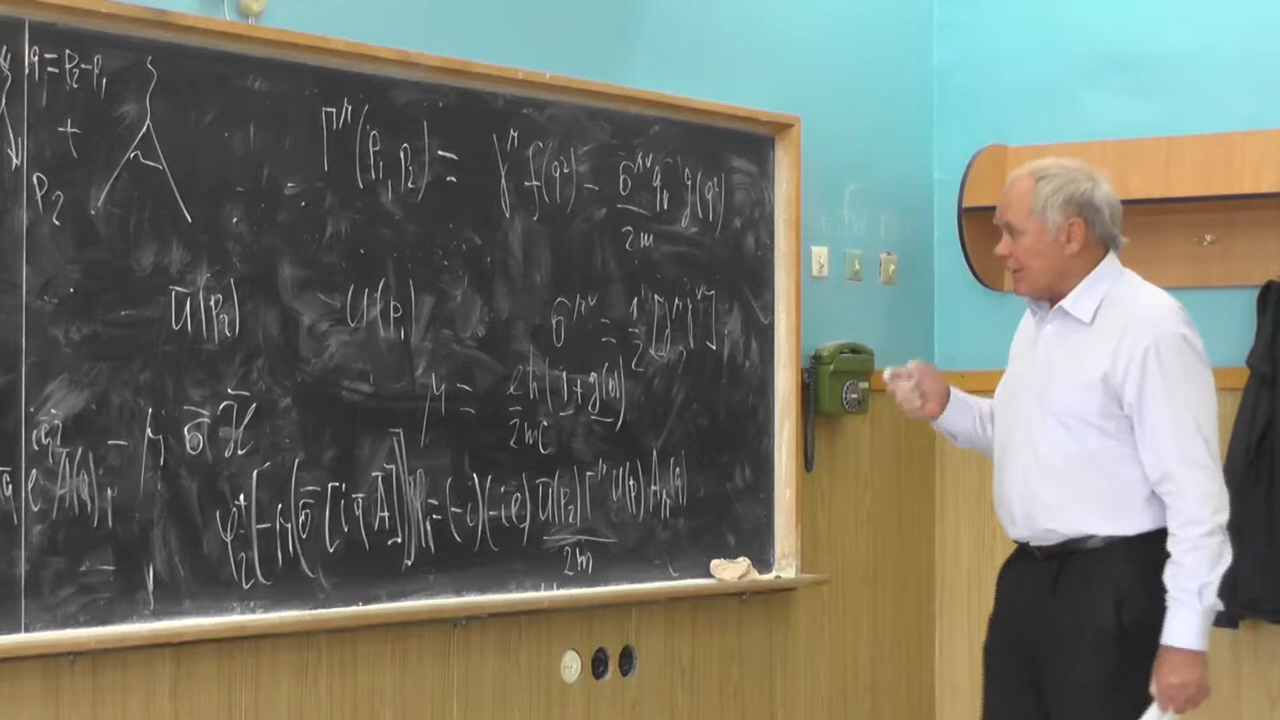 q = p₂ - p₁
+
p₂
Γ^μ(p₁, p₂) = γ^μ f(q²) - σ^{μν} q_ν / 2m g(q²)
ū(p₂) u(p₁)
σ^{μν} = 1/2 [γ^μ γ^ν]
μ = eħ/2mc (1 + g(0))
- μ σ⃗ ℋ⃗
φ₂⁺ [-μ(σ⃗ [i q⃗ A⃗])] φ₁ = (-i)(-ie) ū(p₂) Γ^μ u(p₁) / 2m A_μ(q)